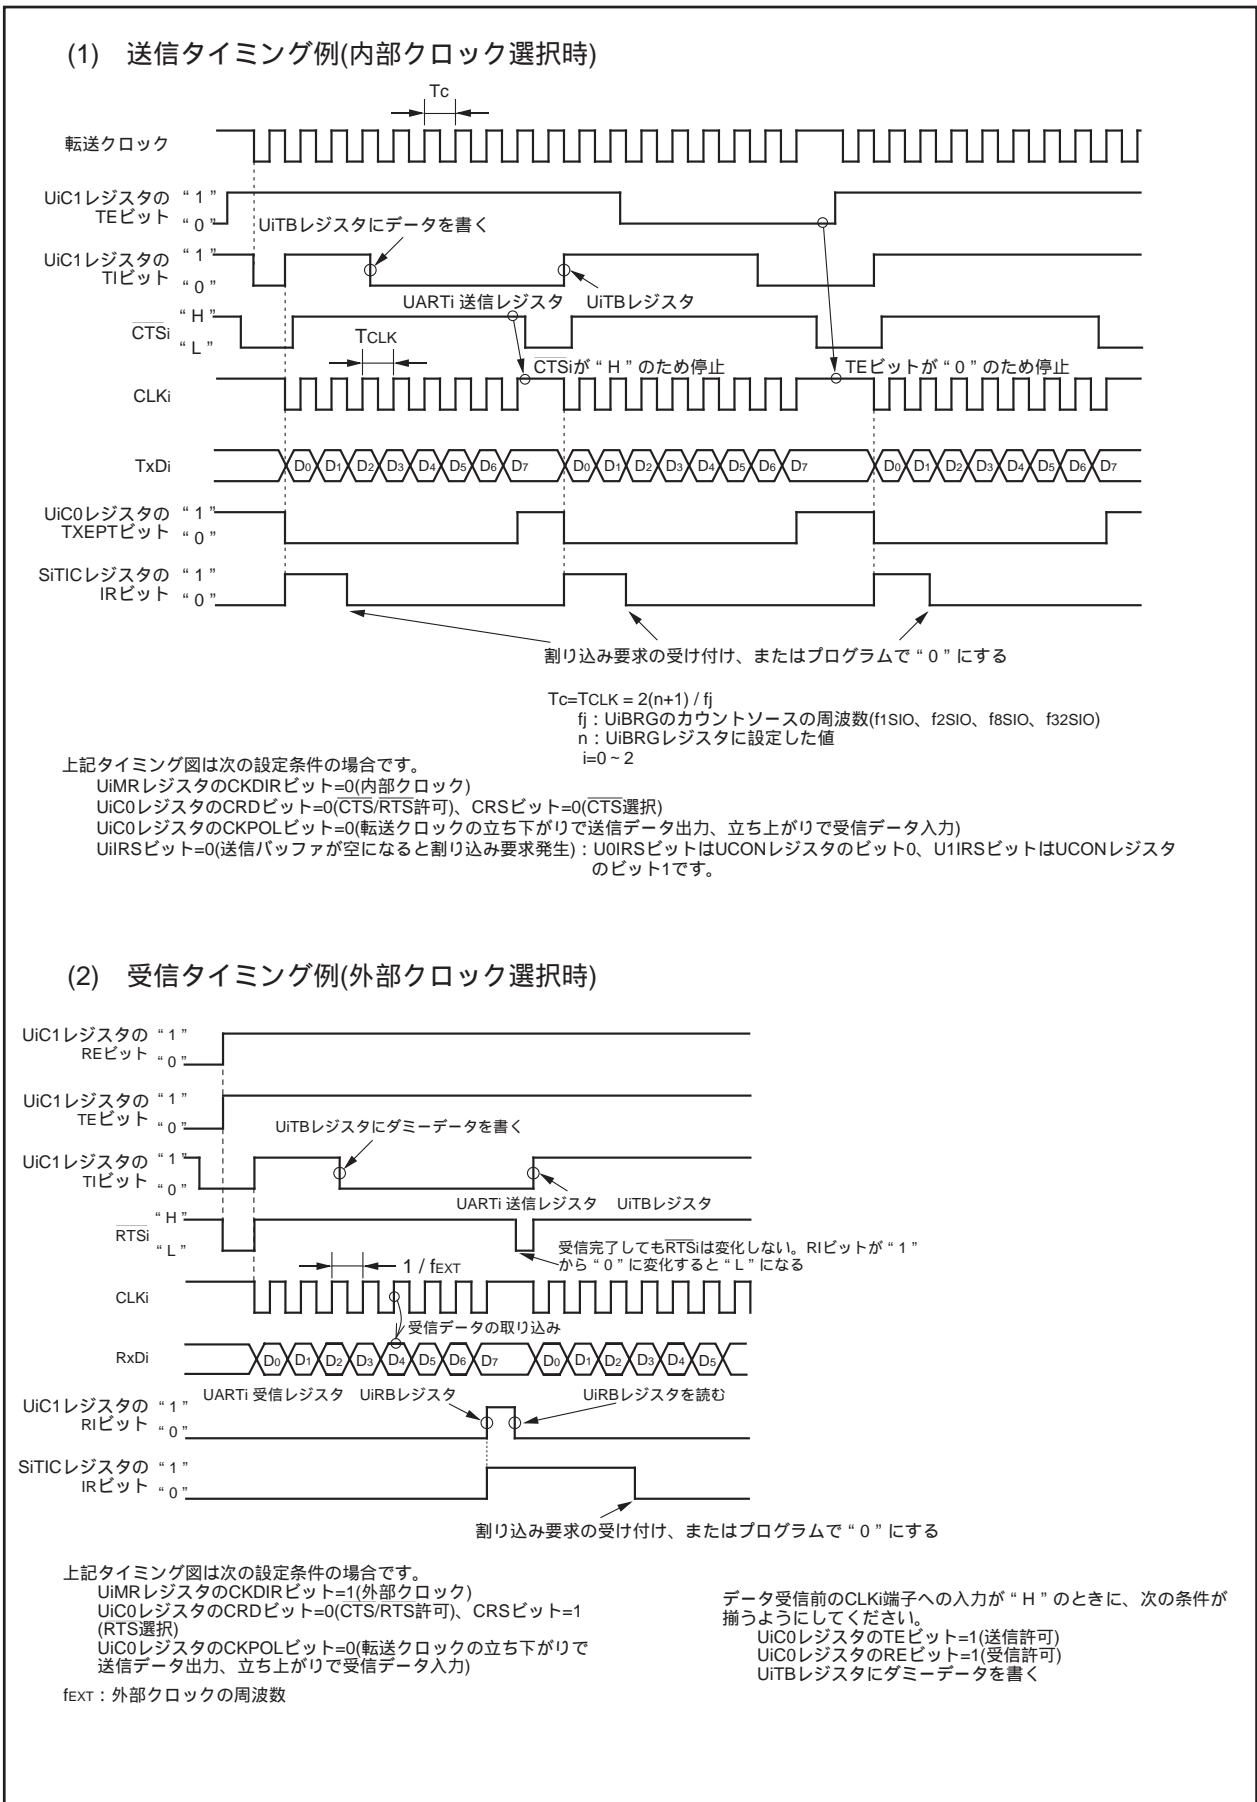 (1) 送信タイミング例(内部クロック選択時)
Tc
転送クロック
UiC1レジスタの “ 1 ”
TEビット “ 0 ”
UiTBレジスタにデータを書く
UiC1レジスタの “ 1 ”
TIビット “ 0 ”
UARTi 送信レジスタ UiTBレジスタ
CTSi “ H ”
“ L ”
TCLK
CTSiが “ H ” のため停止
TEビットが “ 0 ” のため停止
CLKi
TxDi
D0 D1 D2 D3 D4 D5 D6 D7 D0 D1 D2 D3 D4 D5 D6 D7 D0 D1 D2 D3 D4 D5 D6 D7
UiC0レジスタの “ 1 ”
TXEPTビット “ 0 ”
SiTICレジスタの “ 1 ”
IRビット “ 0 ”
割り込み要求の受け付け、またはプログラムで “ 0 ” にする
Tc=TCLK = 2(n+1) / fj
fj : UiBRGのカウントソースの周波数(f1SIO、f2SIO、f8SIO、f32SIO)
n : UiBRGレジスタに設定した値
i=0 ~ 2
上記タイミング図は次の設定条件の場合です。
UiMRレジスタのCKDIRビット=0(内部クロック)
UiC0レジスタのCRDビット=0(CTS/RTS許可)、CRSビット=0(CTS選択)
UiC0レジスタのCKPOLビット=0(転送クロックの立ち下がりで送信データ出力、立ち上がりで受信データ入力)
UiIRSビット=0(送信バッファが空になると割り込み要求発生) : U0IRSビットはUCONレジスタのビット0、U1IRSビットはUCONレジスタ
のビット1です。
(2) 受信タイミング例(外部クロック選択時)
UiC1レジスタの “ 1 ”
REビット “ 0 ”
UiC1レジスタの “ 1 ”
TEビット “ 0 ”
UiTBレジスタにダミーデータを書く
UiC1レジスタの “ 1 ”
TIビット “ 0 ”
UARTi 送信レジスタ UiTBレジスタ
RTSi “ H ”
“ L ”
受信完了してもRTSiは変化しない。RIビットが “ 1 ”
から “ 0 ” に変化すると “ L ” になる
1 / fEXT
CLKi
受信データの取り込み
RxDi
D0 D1 D2 D3 D4 D5 D6 D7 D0 D1 D2 D3 D4 D5
UARTi 受信レジスタ UiRBレジスタ
UiRBレジスタを読む
UiC1レジスタの “ 1 ”
RIビット “ 0 ”
SiTICレジスタの “ 1 ”
IRビット “ 0 ”
割り込み要求の受け付け、またはプログラムで “ 0 ” にする
上記タイミング図は次の設定条件の場合です。
UiMRレジスタのCKDIRビット=1(外部クロック)
UiC0レジスタのCRDビット=0(CTS/RTS許可)、CRSビット=1
(RTS選択)
UiC0レジスタのCKPOLビット=0(転送クロックの立ち下がりで
送信データ出力、立ち上がりで受信データ入力)
fEXT : 外部クロックの周波数
データ受信前のCLKi端子への入力が “ H ” のときに、次の条件が
揃うようにしてください。
UiC0レジスタのTEビット=1(送信許可)
UiC0レジスタのREビット=1(受信許可)
UiTBレジスタにダミーデータを書く